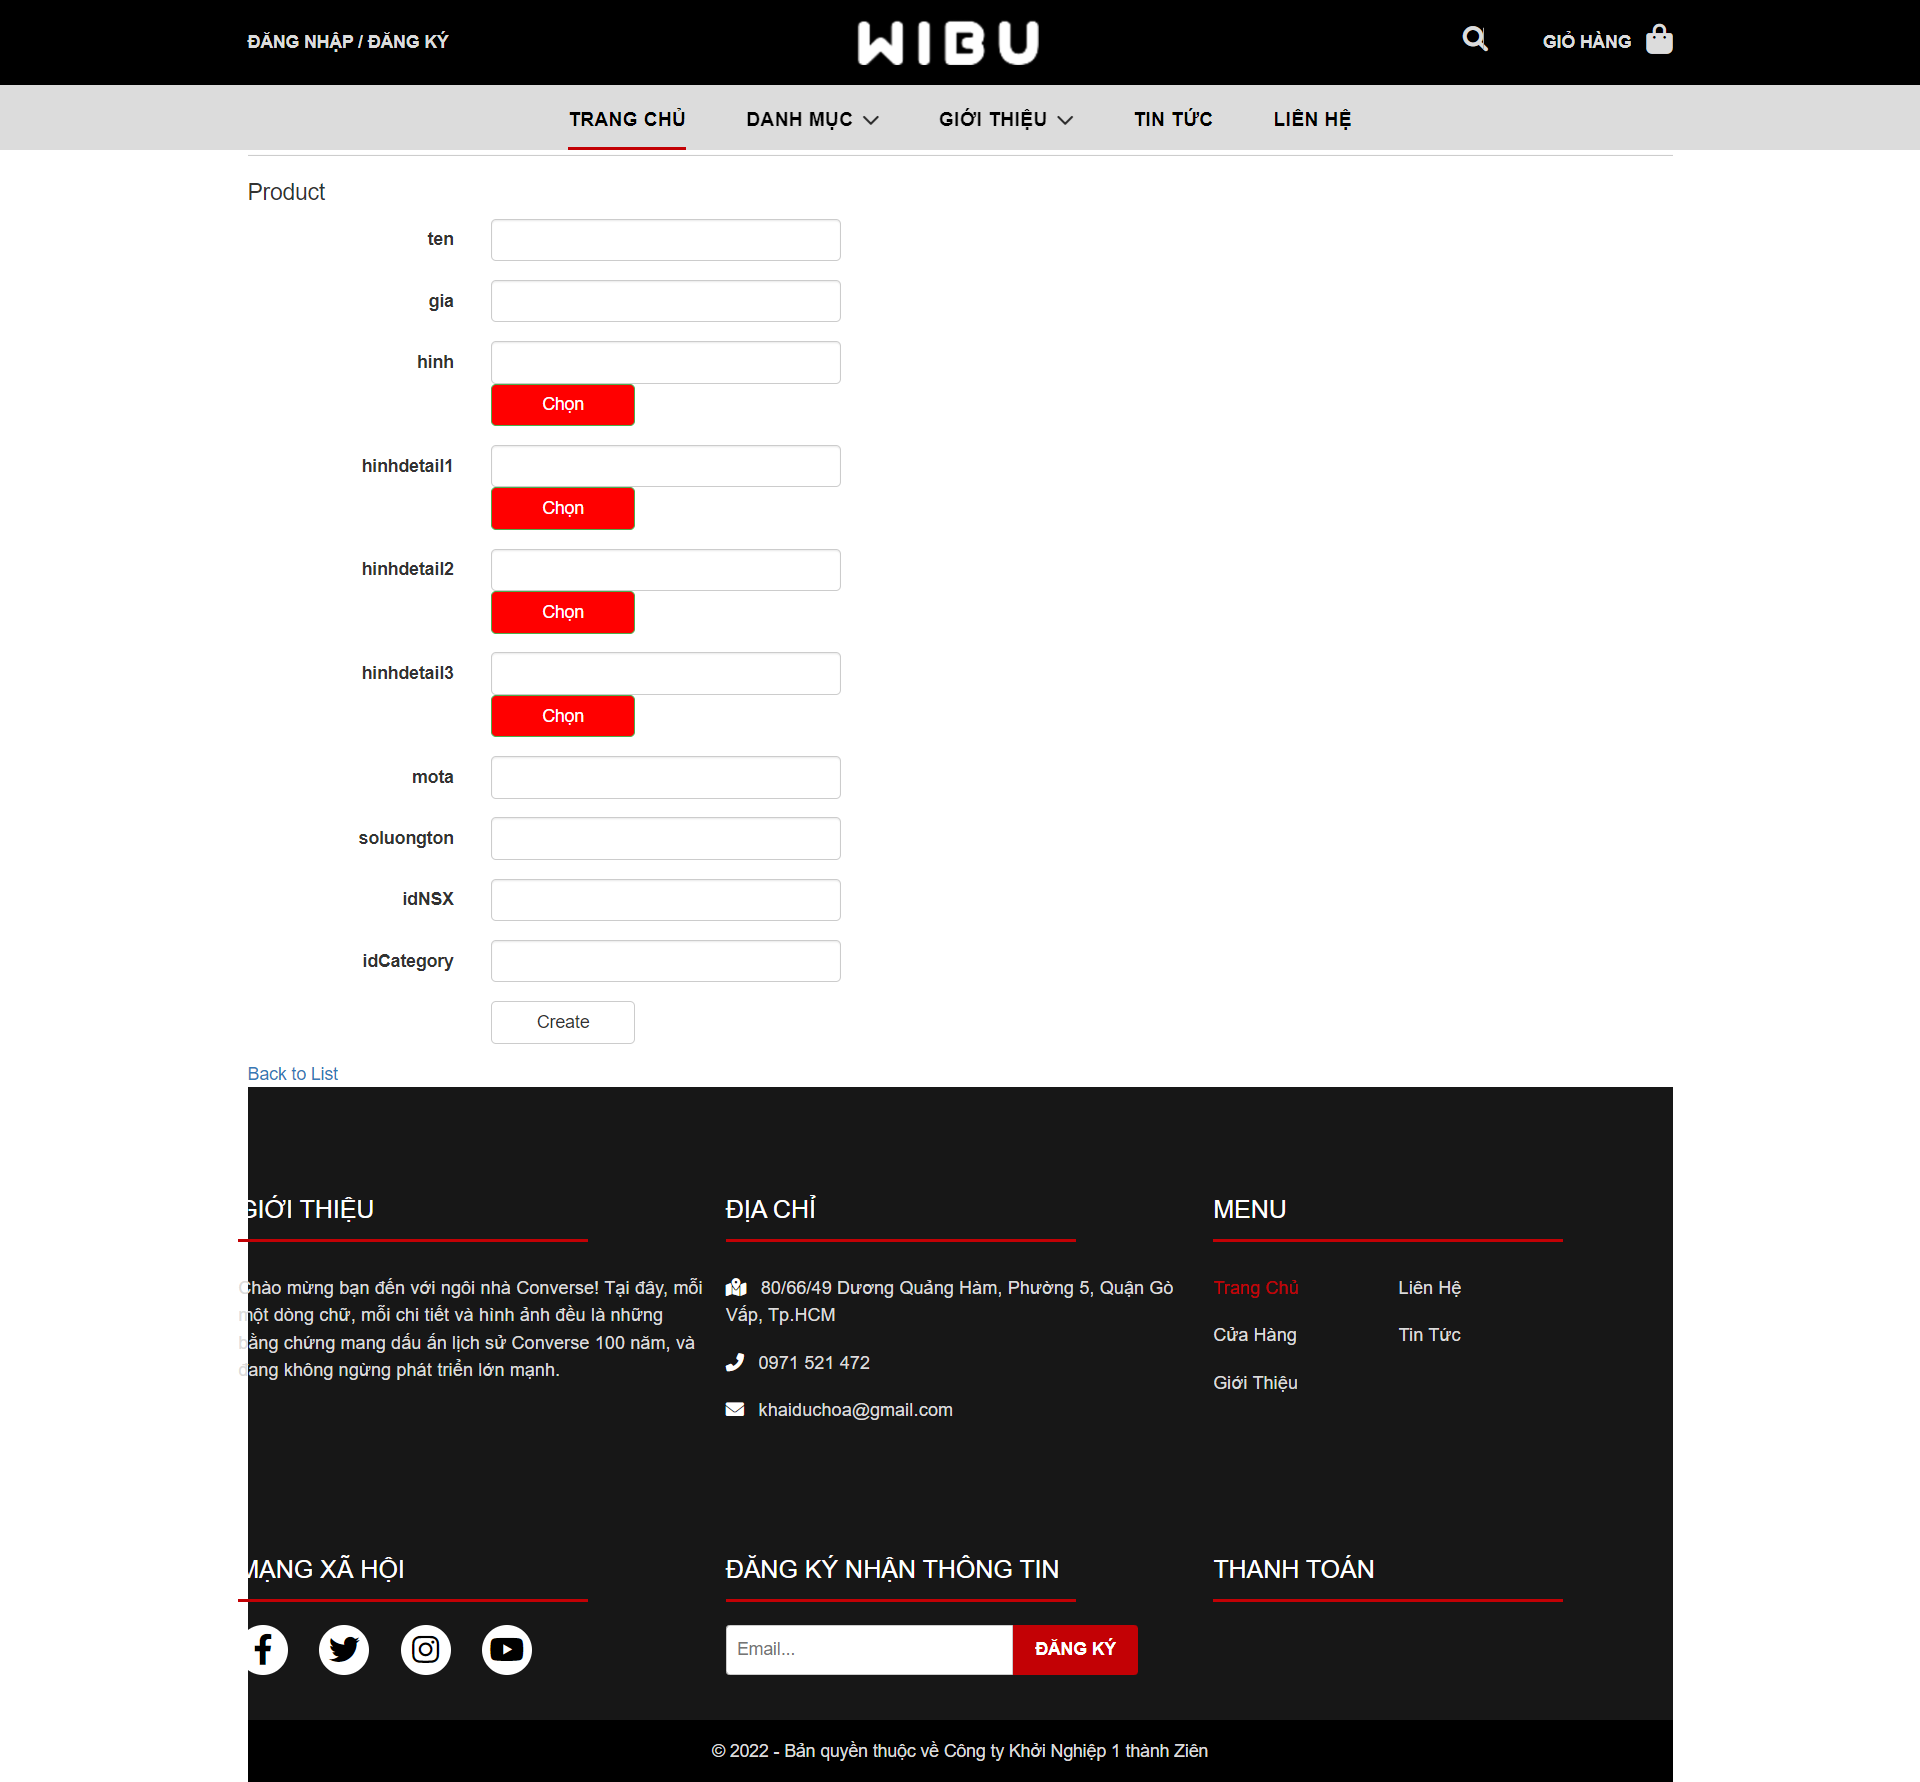 ĐĂNG NHẬP / ĐĂNG KÝ
WIBU
GIỎ HÀNG
TRANG CHỦ
DANH MỤC
GIỚI THIỆU
TIN TỨC
LIÊN HỆ
Product
ten
gia
hinh
Chọn
hinhdetail1
Chọn
hinhdetail2
Chọn
hinhdetail3
Chọn
mota
soluongton
idNSX
idCategory
Create
Back to List
GIỚI THIỆU
Chào mừng bạn đến với ngôi nhà Converse! Tại đây, mỗi
một dòng chữ, mỗi chi tiết và hình ảnh đều là những
bằng chứng mang dấu ấn lịch sử Converse 100 năm, và
đang không ngừng phát triển lớn mạnh.
ĐỊA CHỈ
80/66/49 Dương Quảng Hàm, Phường 5, Quận Gò
Vấp, Tp.HCM
0971 521 472
khaiduchoa@gmail.com
MENU
Trang Chủ
Liên Hệ
Cửa Hàng
Tin Tức
Giới Thiệu
MẠNG XÃ HỘI
ĐĂNG KÝ NHẬN THÔNG TIN
Email...
ĐĂNG KÝ
THANH TOÁN
© 2022 - Bản quyền thuộc về Công ty Khởi Nghiệp 1 thành Ziên